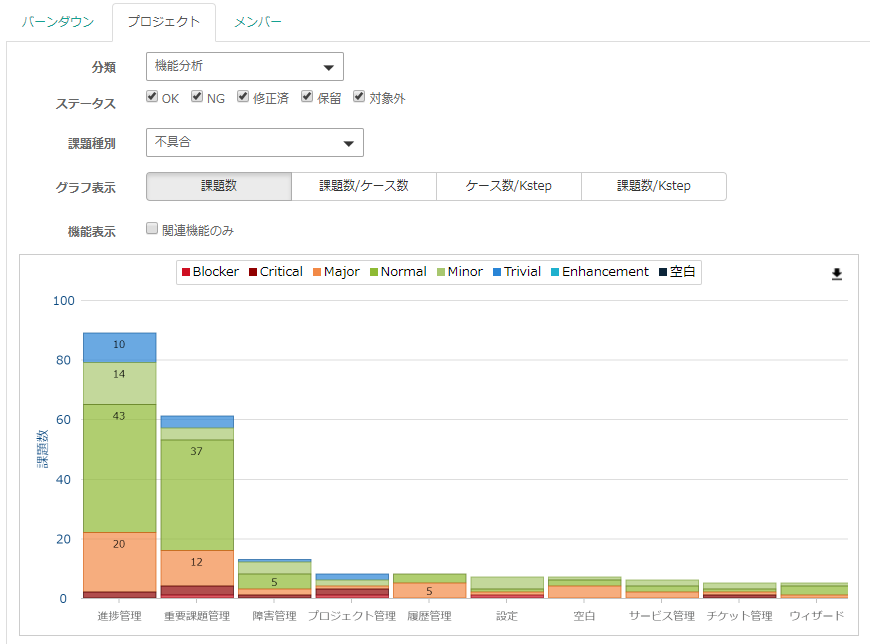 バーンダウン プロジェクト メンバー
分類 機能分析
ステータス OK NG 修正済 保留 対象外
課題種別 不具合
グラフ表示 課題数 課題数/ケース数 ケース数/Kstep 課題数/Kstep
機能表示 関連機能のみ
Blocker Critical Major Normal Minor Trivial Enhancement 空白
課題数
100
80
60
40
20
0
10
14
43
20
37
12
5
5
進捗管理 重要課題管理 障害管理 プロジェクト管理 履歴管理 設定 空白 サービス管理 チケット管理 ウィザード